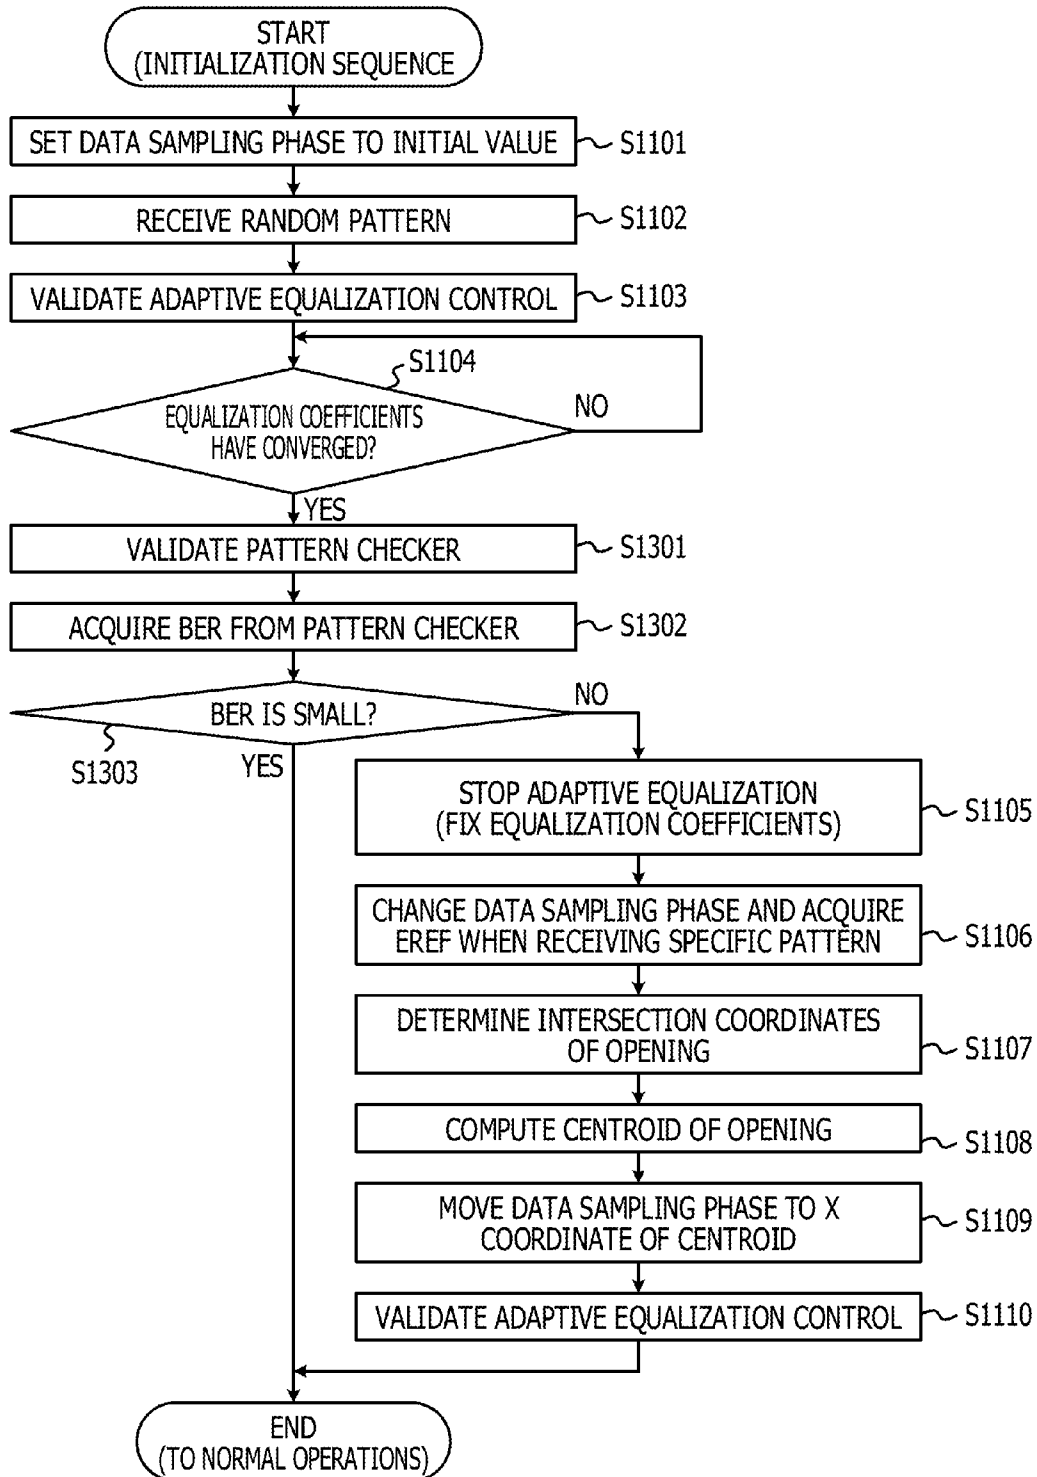 START
(INITIALIZATION SEQUENCE
SET DATA SAMPLING PHASE TO INITIAL VALUE
S1101
RECEIVE RANDOM PATTERN
S1102
VALIDATE ADAPTIVE EQUALIZATION CONTROL
S1103
S1104
EQUALIZATION COEFFICIENTS
HAVE CONVERGED?
NO
YES
VALIDATE PATTERN CHECKER
S1301
ACQUIRE BER FROM PATTERN CHECKER
S1302
BER IS SMALL?
NO
S1303
YES
STOP ADAPTIVE EQUALIZATION
(FIX EQUALIZATION COEFFICIENTS)
S1105
CHANGE DATA SAMPLING PHASE AND ACQUIRE
EREF WHEN RECEIVING SPECIFIC PATTERN
S1106
DETERMINE INTERSECTION COORDINATES
OF OPENING
S1107
COMPUTE CENTROID OF OPENING
S1108
MOVE DATA SAMPLING PHASE TO X
COORDINATE OF CENTROID
S1109
VALIDATE ADAPTIVE EQUALIZATION CONTROL
S1110
END
(TO NORMAL OPERATIONS)